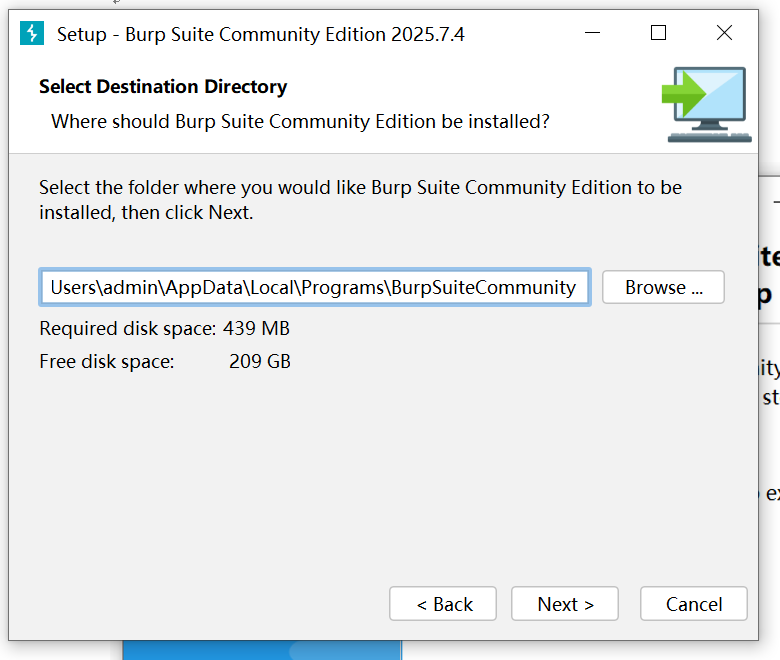 Setup - Burp Suite Community Edition 2025.7.4
Select Destination Directory
Where should Burp Suite Community Edition be installed?
Select the folder where you would like Burp Suite Community Edition to be
installed, then click Next.
Users\admin\AppData\Local\Programs\BurpSuiteCommunity
Browse ...
Required disk space: 439 MB
Free disk space: 209 GB
< Back
Next >
Cancel